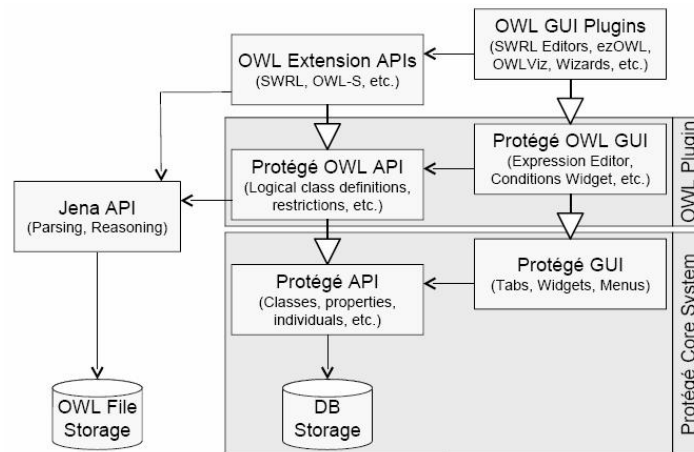 OWL GUI Plugins
(SWRL Editors, ezOWL,
OWLViz, Wizards, etc.)
OWL Extension APIs
(SWRL, OWL-S, etc.)
Protégé OWL API
(Logical class definitions,
restrictions, etc.)
Protégé OWL GUI
(Expression Editor,
Conditions Widget, etc.)
OWL Plugin
Jena API
(Parsing, Reasoning)
Protégé API
(Classes, properties,
individuals, etc.)
Protégé GUI
(Tabs, Widgets, Menus)
Protégé Core System
OWL File
Storage
DB
Storage